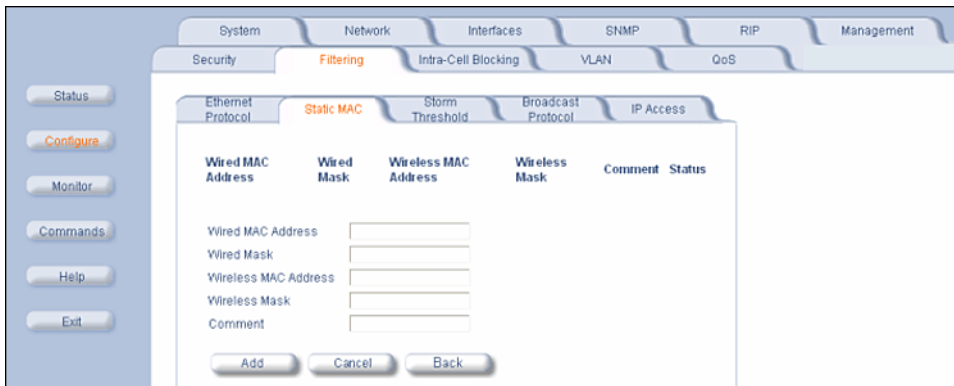 System Network Interfaces SNMP RIP Management
Security Filtering Intra-Cell Blocking VLAN QoS
Status
Configure
Monitor
Commands
Help
Exit
Ethernet Protocol Static MAC Storm Threshold Broadcast Protocol IP Access
Wired MAC Address Wired Mask Wireless MAC Address Wireless Mask Comment Status
Wired MAC Address
Wired Mask
Wireless MAC Address
Wireless Mask
Comment
Add Cancel Back